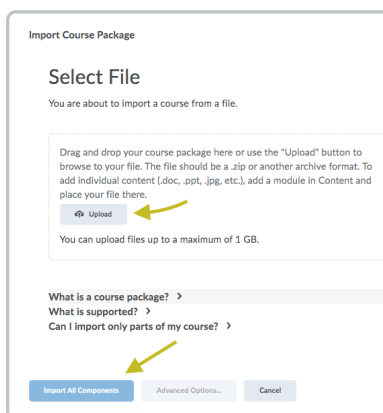 Import Course Package
Select File
You are about to import a course from a file.
Drag and drop your course package here or use the "Upload" button to
browse to your file. The file should be a .zip or another archive format. To
add individual content (.doc, .ppt, .jpg, etc.), add a module in Content and
place your file there.
Upload
You can upload files up to a maximum of 1 GB.
What is a course package?
What is supported?
Can I import only parts of my course?
Import All Components Advanced Options... Cancel